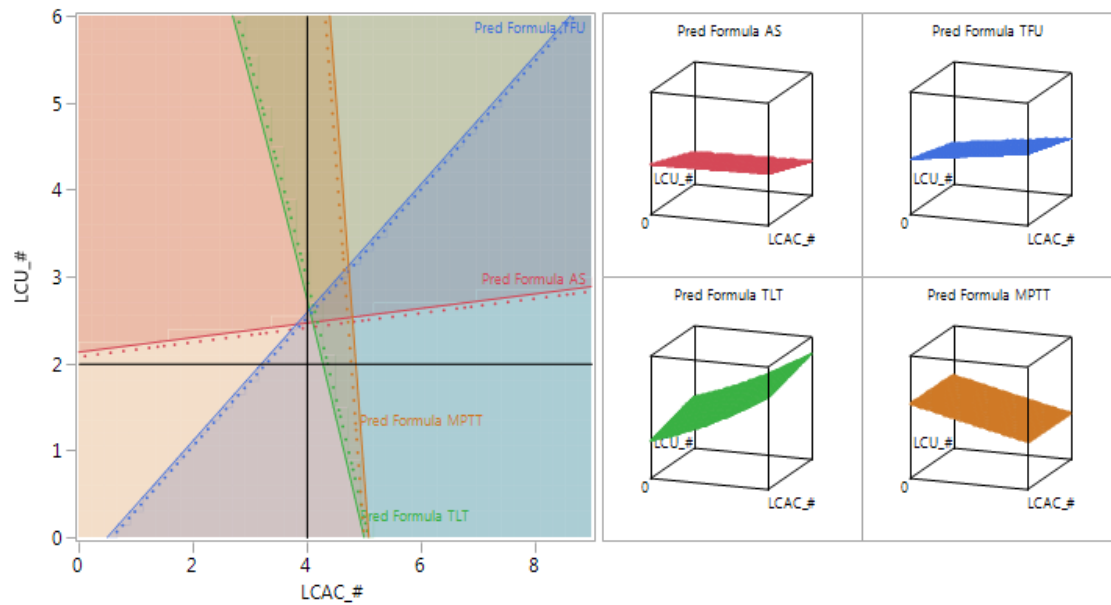 6
5
4
3
2
1
0
LCU_#
0
2
4
6
8
LCAC_#
Pred Formula TFU
Pred Formula AS
Pred Formula MPTT
Pred Formula TLT
Pred Formula AS
LCU_#
0
LCAC_#
Pred Formula TFU
LCU_#
0
LCAC_#
Pred Formula TLT
LCU_#
0
LCAC_#
Pred Formula MPTT
LCU_#
0
LCAC_#